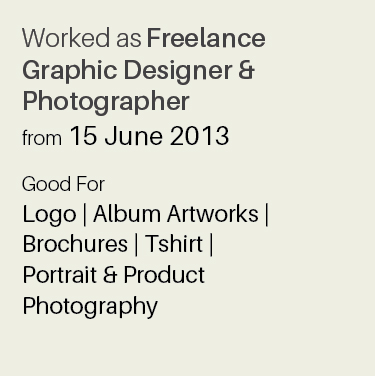 Worked as Freelance
Graphic Designer &
Photographer
from 15 June 2013
Good For
Logo | Album Artworks |
Brochures | Tshirt |
Portrait & Product
Photography